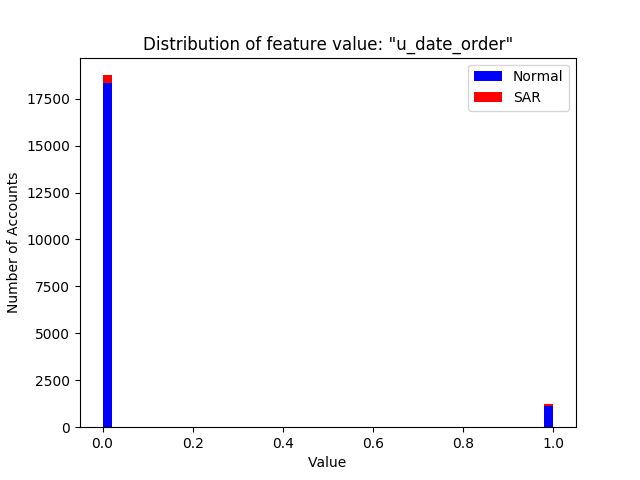 Distribution of feature value: "u_date_order"
Normal
SAR
Number of Accounts
17500
15000
12500
10000
7500
5000
2500
0
0.0 0.2 0.4 0.6 0.8 1.0
Value